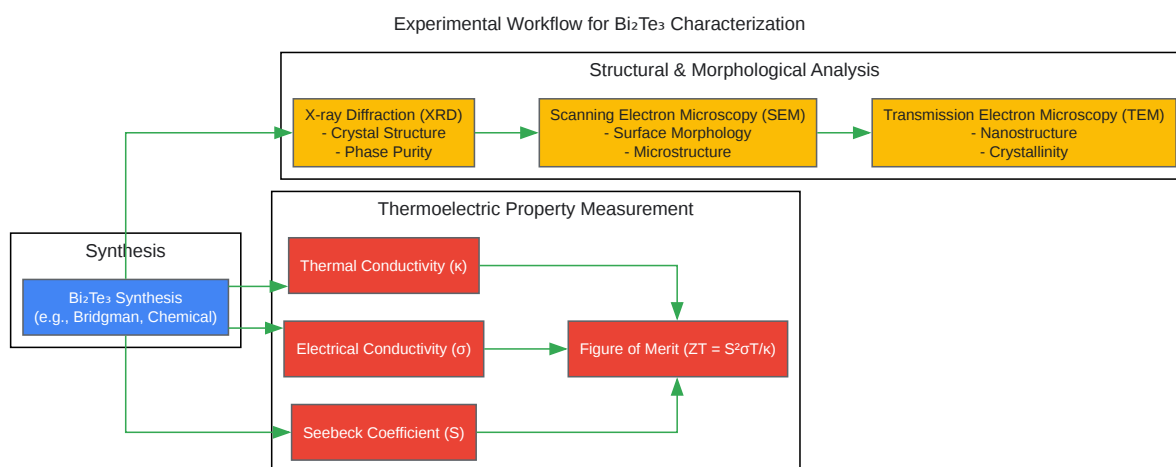 Experimental Workflow for Bi₂Te₃ Characterization
Structural & Morphological Analysis
X-ray Diffraction (XRD)
- Crystal Structure
- Phase Purity
Scanning Electron Microscopy (SEM)
- Surface Morphology
- Microstructure
Transmission Electron Microscopy (TEM)
- Nanostructure
- Crystallinity
Thermoelectric Property Measurement
Synthesis
Bi₂Te₃ Synthesis
(e.g., Bridgman, Chemical)
Thermal Conductivity (κ)
Electrical Conductivity (σ)
Figure of Merit (ZT = S²σT/κ)
Seebeck Coefficient (S)